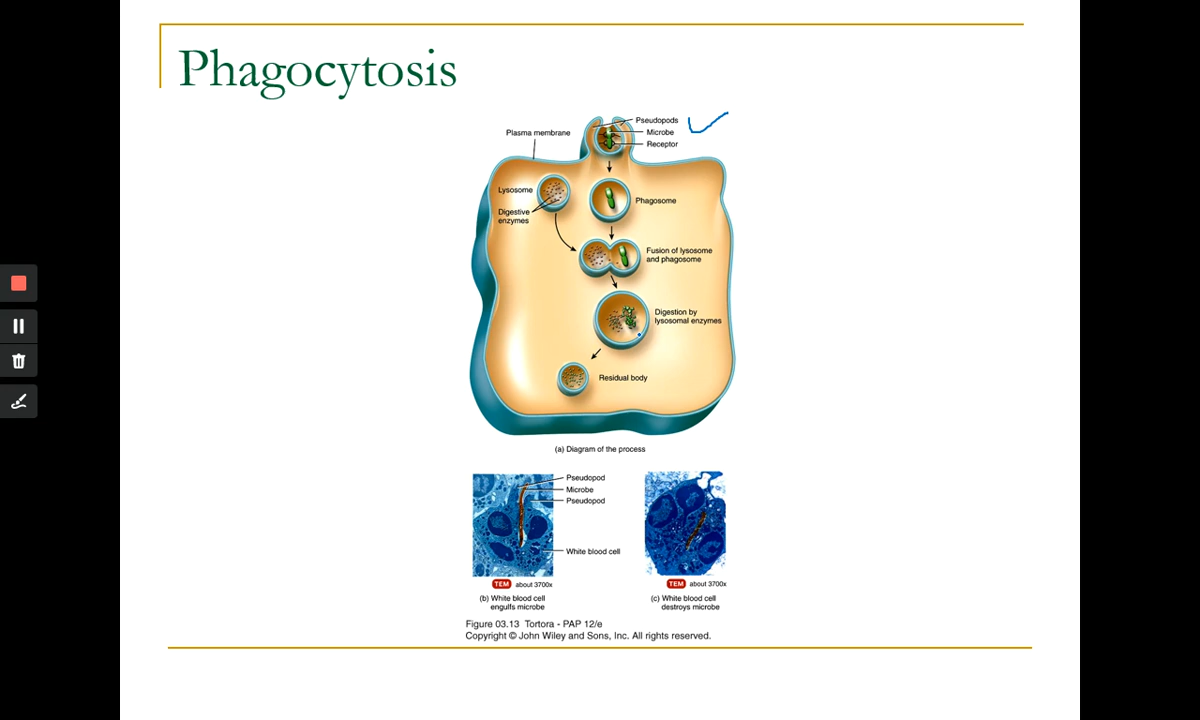 Phagocytosis
Pseudopods
Microbe
Receptor
Plasma membrane
Lysosome
Digestive
enzymes
Phagosome
Fusion of lysosome
and phagosome
Digestion by
lysosomal enzymes
Residual body
(a) Diagram of the process
Pseudopod
Microbe
Pseudopod
White blood cell
TEM about 3700x
(b) White blood cell
engulfs microbe
TEM about 3700x
(c) White blood cell
destroys microbe
Figure 03.13 Tortora - PAP 12/e
Copyright © John Wiley and Sons, Inc. All rights reserved.